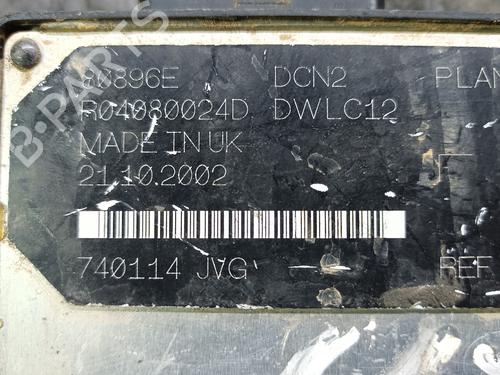 80896E DCN2 PLAN
R04080024D DWLC12
MADE IN UK
21.10.2002
740114 JVG REF
B-PARTS